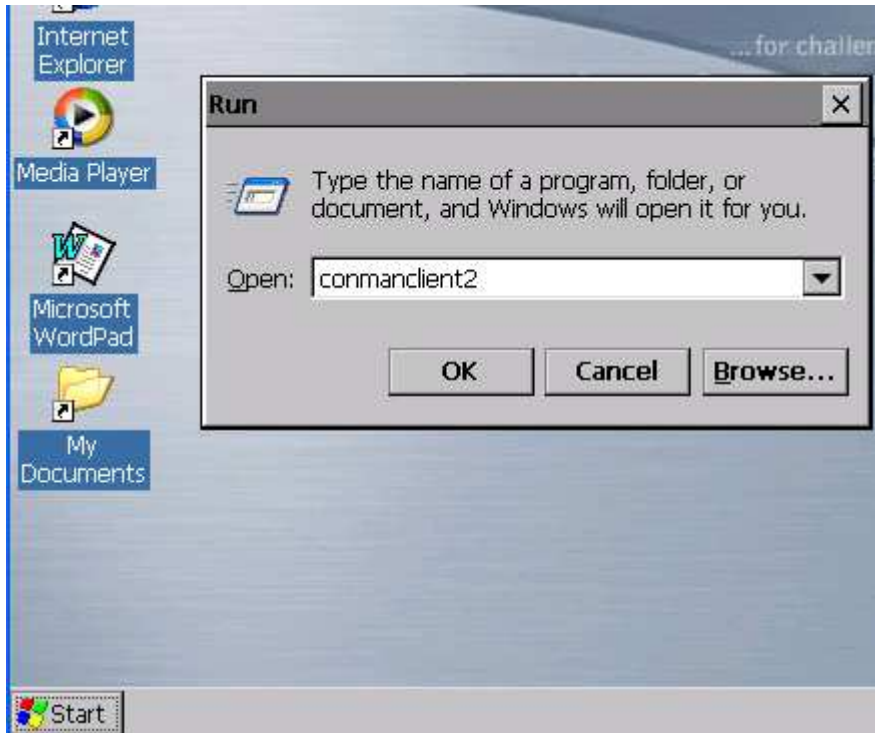 Internet
Explorer
...for challen
Run
Type the name of a program, folder, or
document, and Windows will open it for you.
Open: conmanclient2
OK Cancel Browse...
Media Player
Microsoft
WordPad
My
Documents
Start